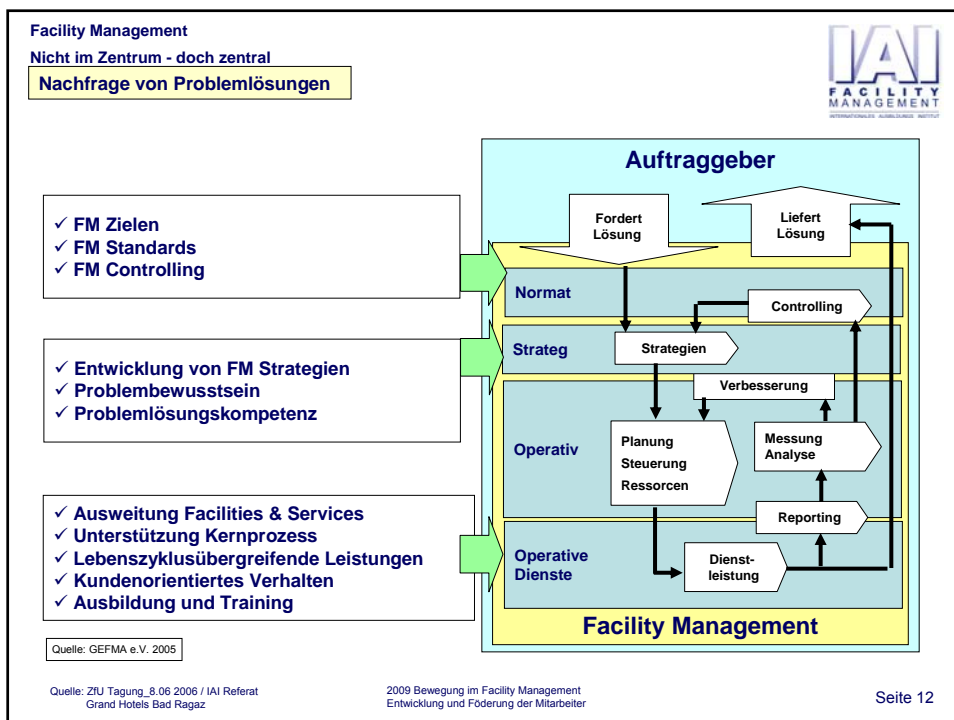 Facility Management
Nicht im Zentrum - doch zentral
Nachfrage von Problemlösungen
IAI
FACILITY
MANAGEMENT
INTERNATIONALES AUSBILDUNGS INSTITUT
✓ FM Zielen
✓ FM Standards
✓ FM Controlling
✓ Entwicklung von FM Strategien
✓ Problembewusstsein
✓ Problemlösungskompetenz
✓ Ausweitung Facilities & Services
✓ Unterstützung Kernprozess
✓ Lebenszyklusübergreifende Leistungen
✓ Kundenorientiertes Verhalten
✓ Ausbildung und Training
Auftraggeber
Fordert
Lösung
Liefert
Lösung
Normat
Controlling
Strateg
Strategien
Verbesserung
Operativ
Planung
Steuerung
Ressorcen
Messung
Analyse
Reporting
Operative
Dienste
Dienst-
leistung
Facility Management
Quelle: GEFMA e.V. 2005
Quelle: ZfU Tagung_8.06 2006 / IAI Referat
Grand Hotels Bad Ragaz
2009 Bewegung im Facility Management
Entwicklung und Föderung der Mitarbeiter
Seite 12